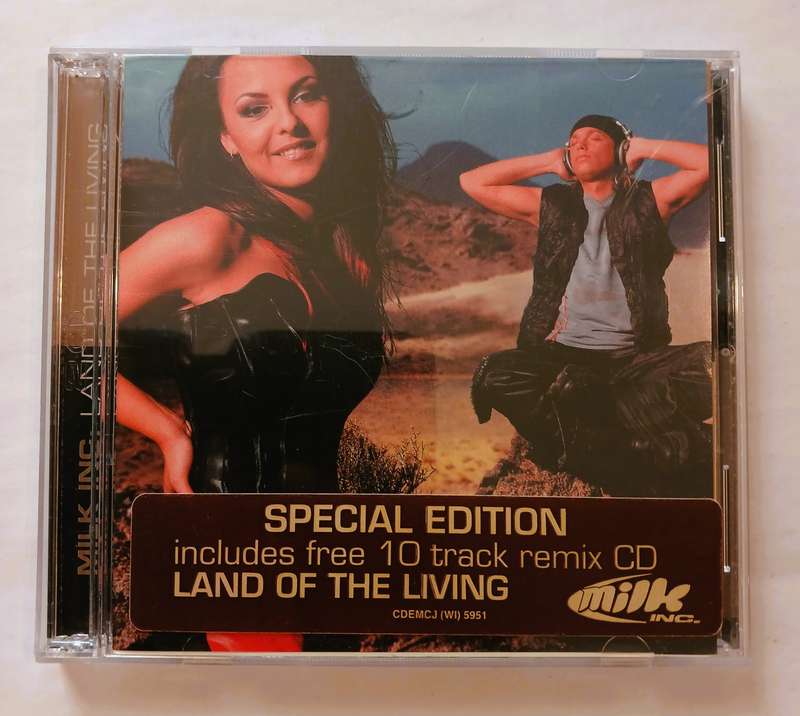 MILK INC. LAND OF THE LIVING
SPECIAL EDITION
includes free 10 track remix CD
LAND OF THE LIVING
CDEMCJ (WI) 5951
milk
INC.